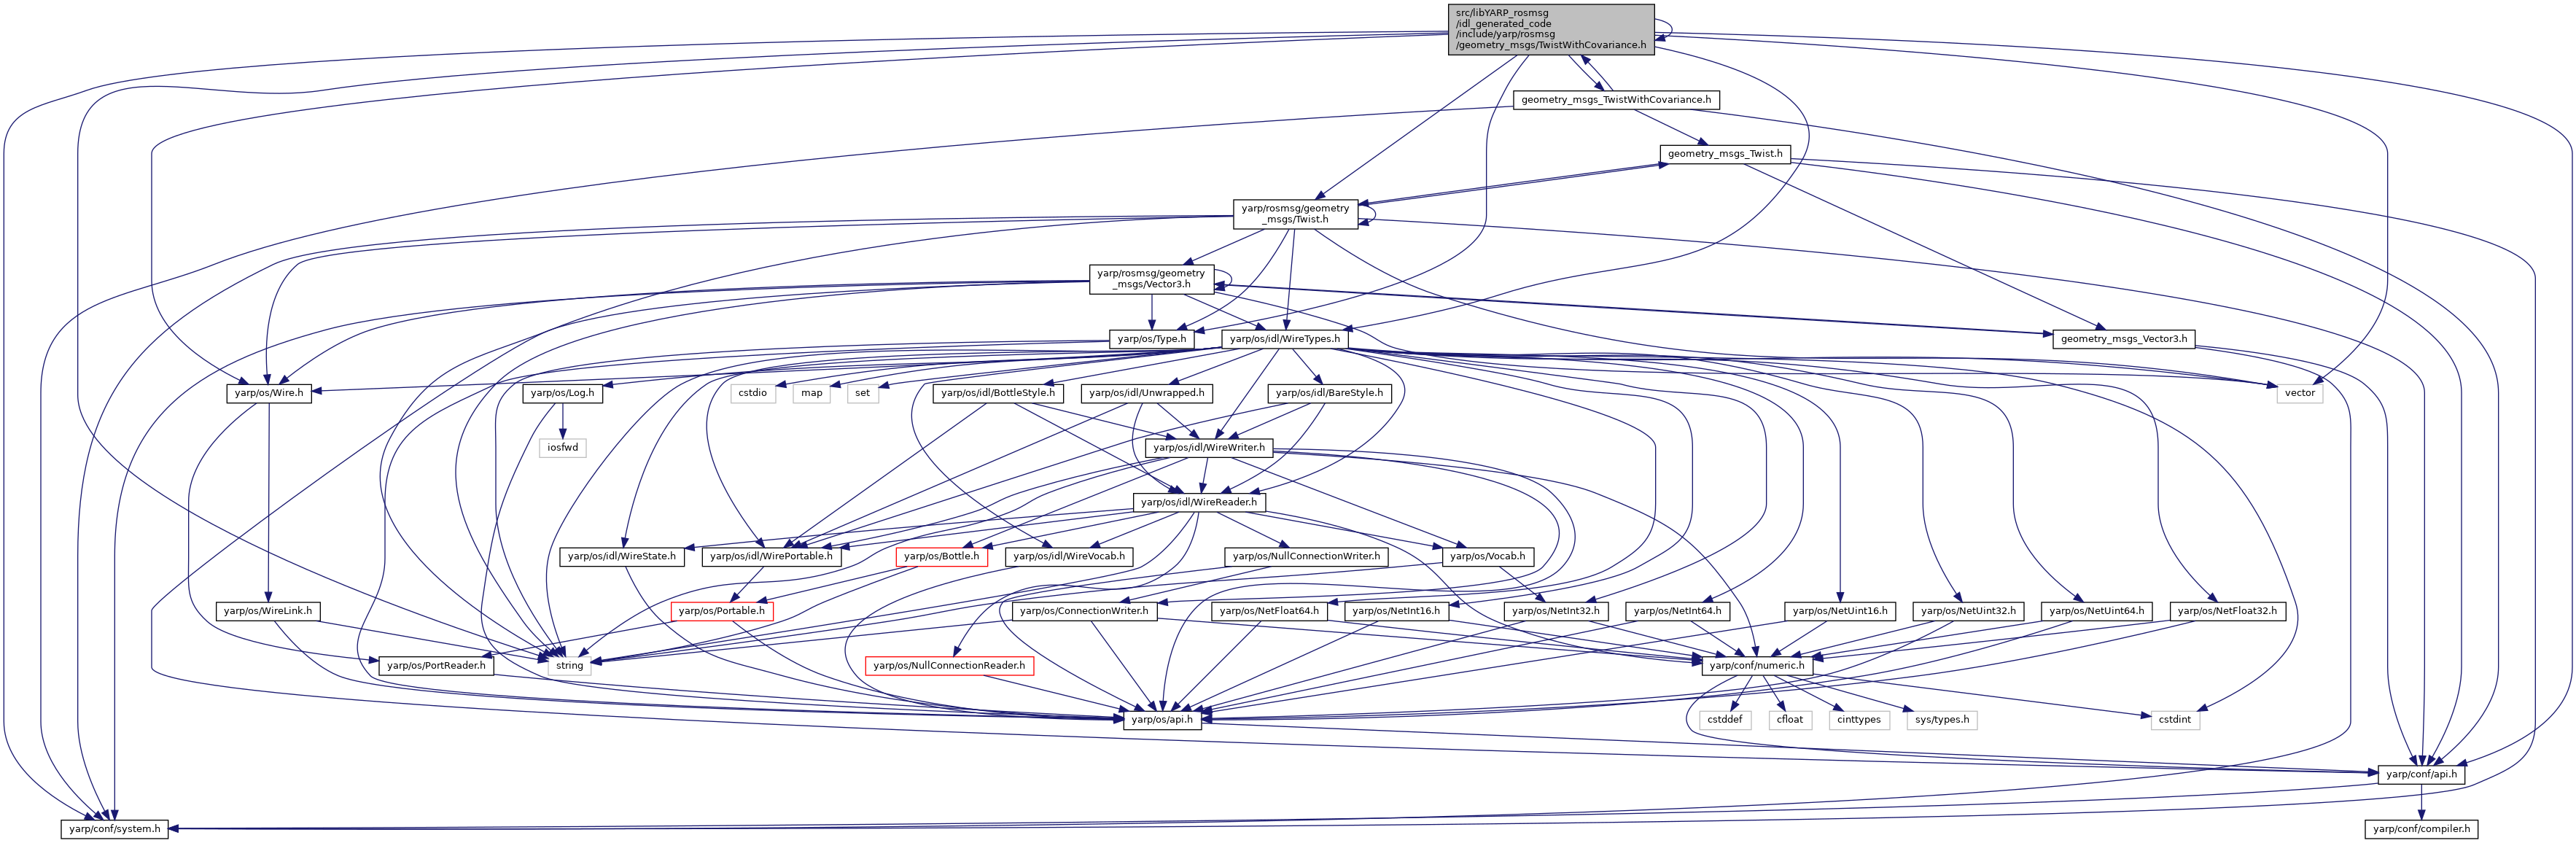 src/libYARP_rosmsg
/idl_generated_code
/include/yarp/rosmsg
/geometry_msgs/TwistWithCovariance.h
geometry_msgs_TwistWithCovariance.h
geometry_msgs_Twist.h
yarp/rosmsg/geometry
_msgs/Twist.h
yarp/rosmsg/geometry
_msgs/Vector3.h
yarp/os/Type.h
yarp/os/idl/WireTypes.h
geometry_msgs_Vector3.h
yarp/os/Wire.h
yarp/os/Log.h
cstdio
map
set
yarp/os/idl/BottleStyle.h
yarp/os/idl/Unwrapped.h
yarp/os/idl/BareStyle.h
vector
iosfwd
yarp/os/idl/WireWriter.h
yarp/os/idl/WireReader.h
yarp/os/idl/WireState.h
yarp/os/idl/WirePortable.h
yarp/os/Bottle.h
yarp/os/idl/WireVocab.h
yarp/os/NullConnectionWriter.h
yarp/os/Vocab.h
yarp/os/WireLink.h
yarp/os/Portable.h
yarp/os/ConnectionWriter.h
yarp/os/NetFloat64.h
yarp/os/NetInt16.h
yarp/os/NetInt32.h
yarp/os/NetInt64.h
yarp/os/NetUint16.h
yarp/os/NetUint32.h
yarp/os/NetUint64.h
yarp/os/NetFloat32.h
yarp/os/PortReader.h
string
yarp/os/NullConnectionReader.h
yarp/conf/numeric.h
yarp/os/api.h
cstddef
cfloat
cinttypes
sys/types.h
cstdint
yarp/conf/api.h
yarp/conf/system.h
yarp/conf/compiler.h